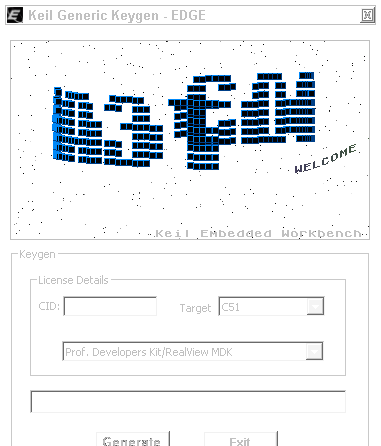 Keil Generic Keygen - EDGE
WELCOME
Keil Embedded Workbench
Keygen
License Details
CID:
Target
C51
Prof. Developers Kit/RealView MDK
Generate
Exit